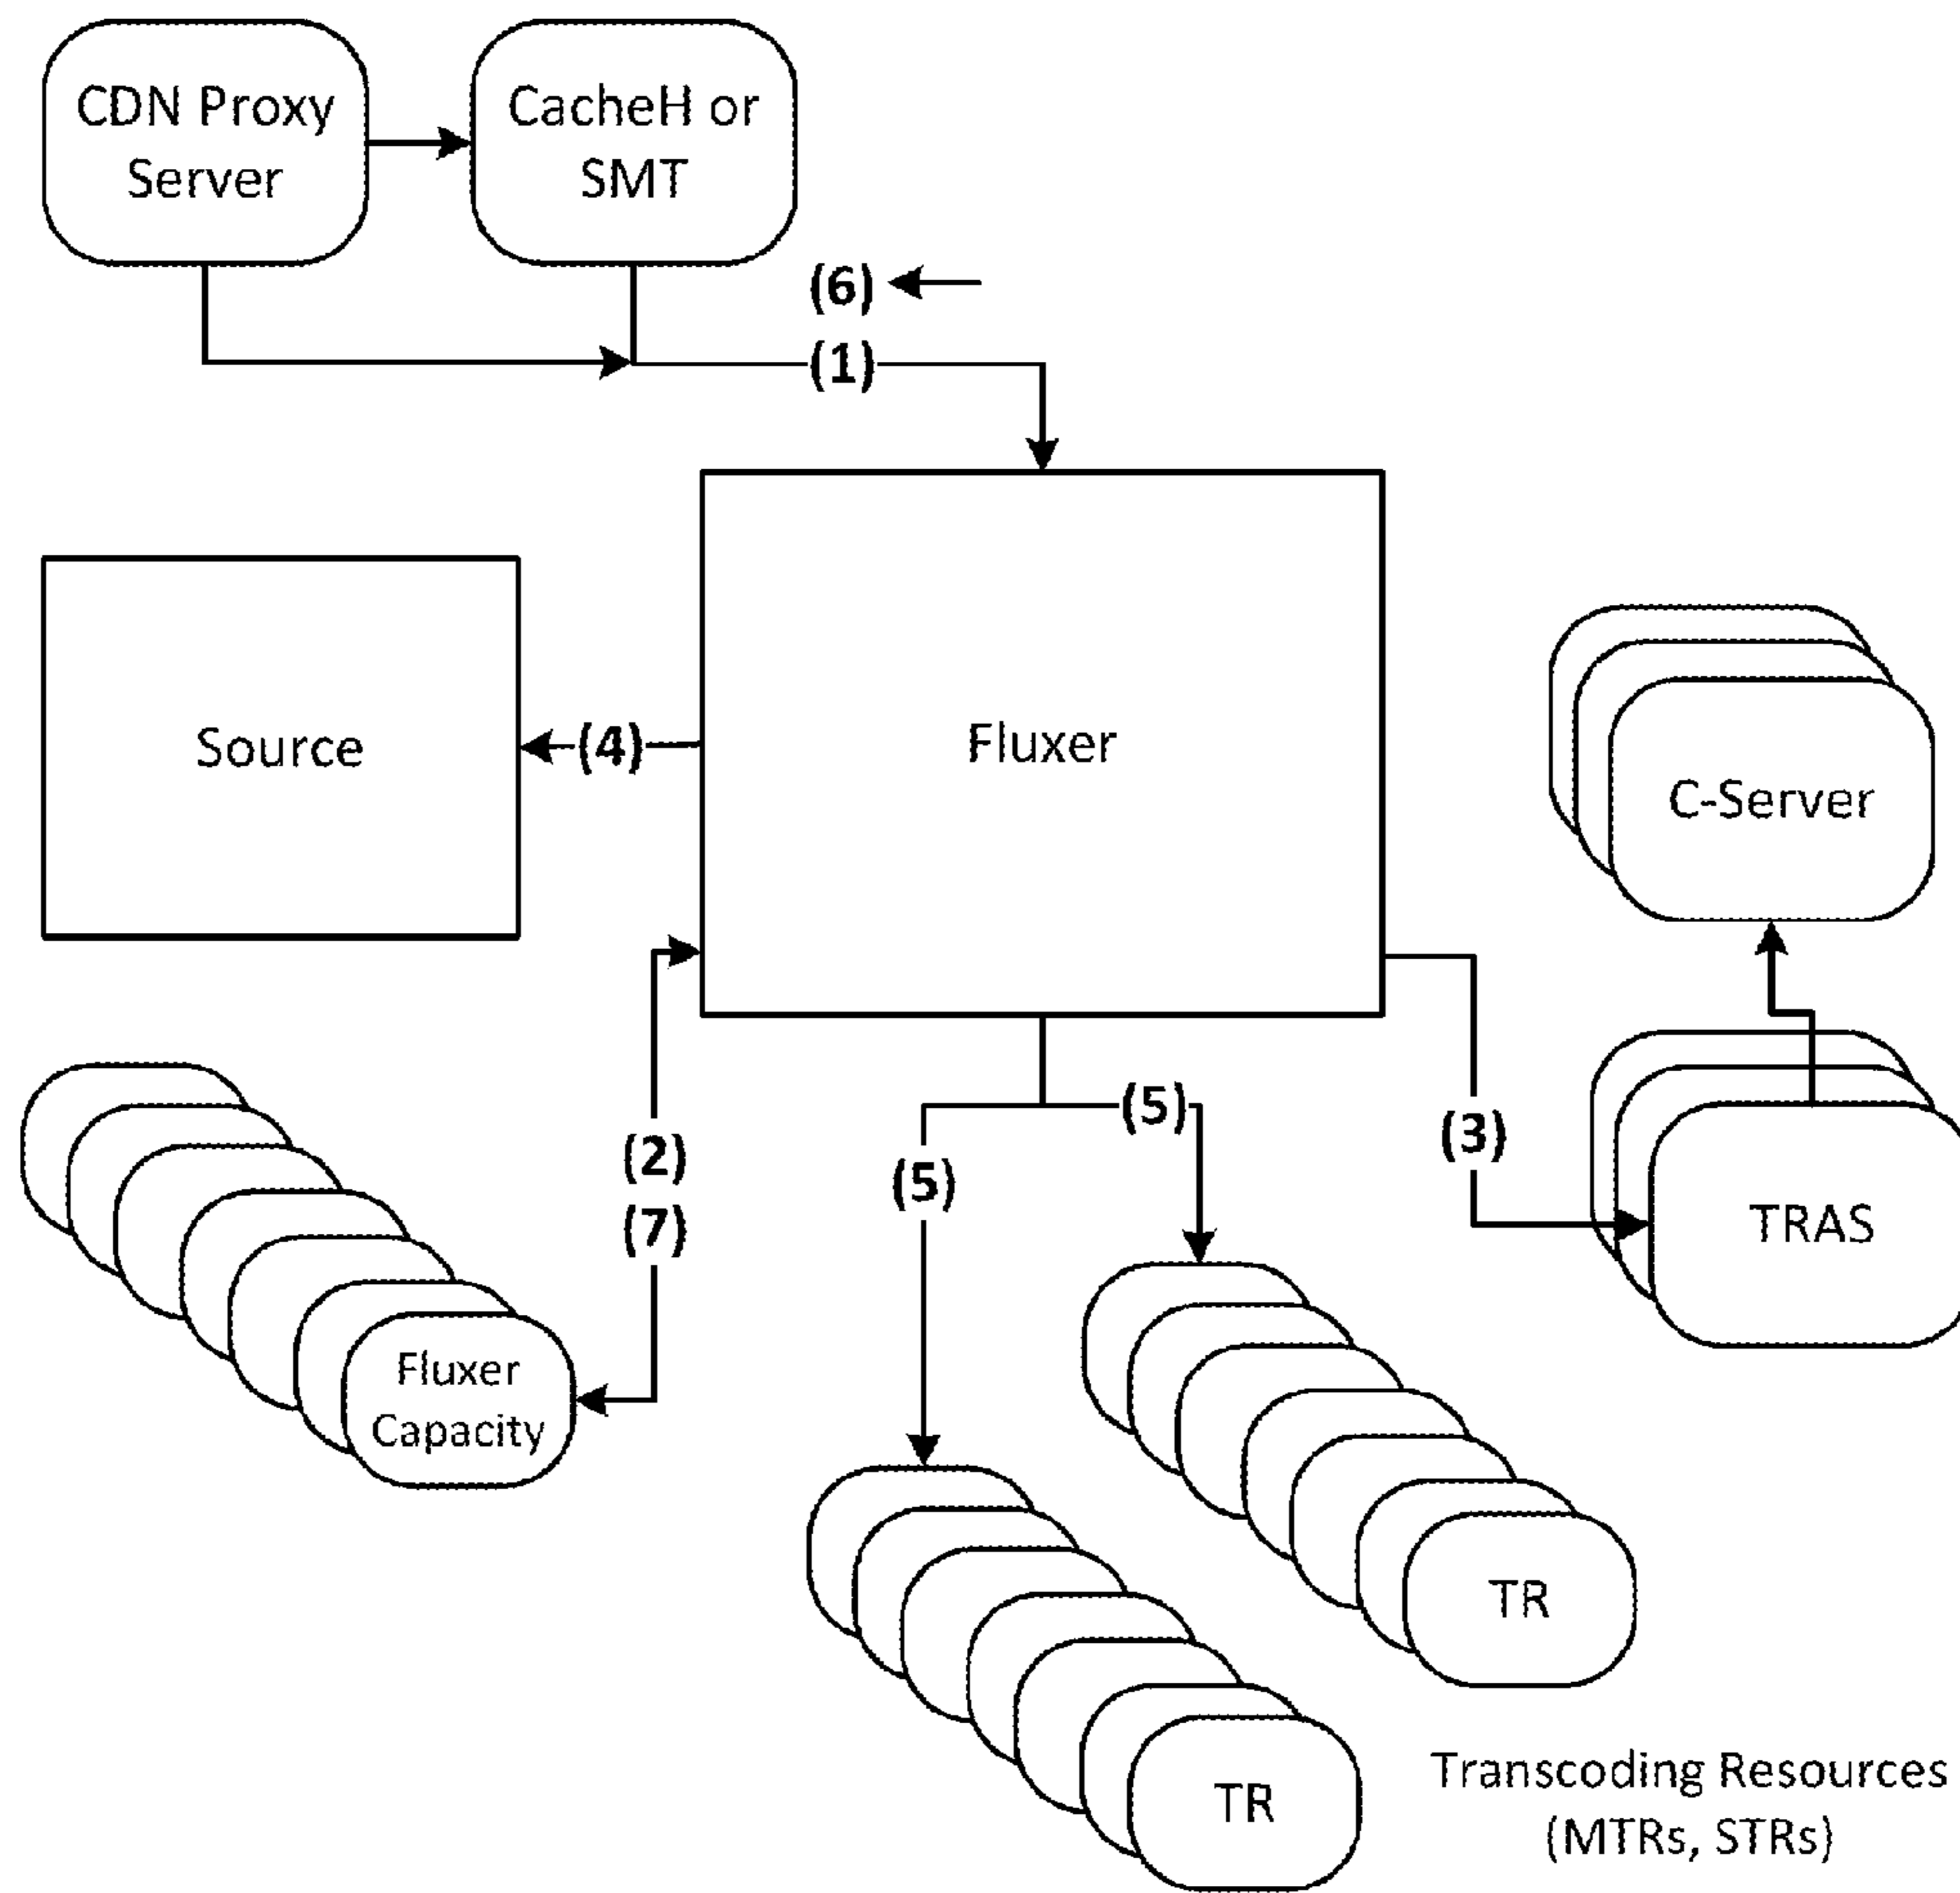 CDN Proxy
Server
CacheH or
SMT
(6)
(1)
Source
(4)
Fluxer
C-Server
(2)
(7)
(5)
(5)
(3)
TRAS
Fluxer
Capacity
TR
TR
Transcoding Resources
(MTRs, STRs)